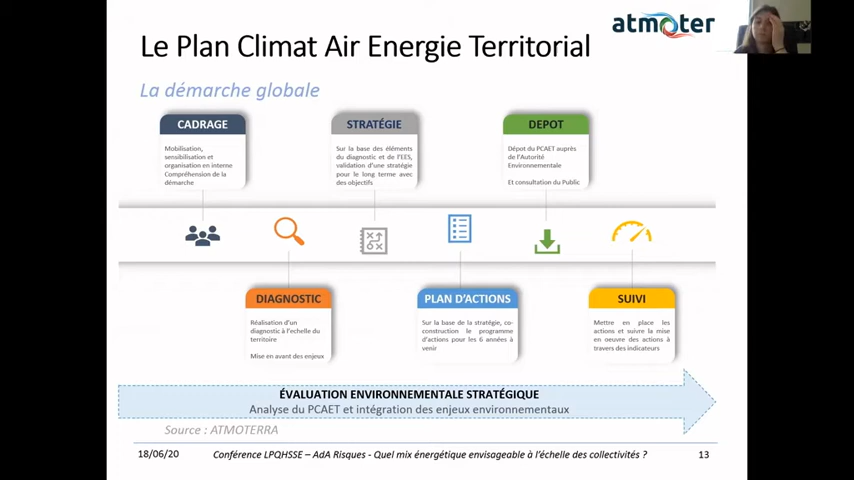 atmoter
Le Plan Climat Air Energie Territorial
La démarche globale
CADRAGE
Mobilisation,
sensibilisation et
organisation en interne
Compréhension de la
démarche
STRATÉGIE
Sur la base des éléments
du diagnostic et de l'EES,
validation d'une stratégie
pour le long terme avec
des objectifs
DEPOT
Dépot du PCAET auprès
de l'Autorité
Environnementale
Et consultation du Public
DIAGNOSTIC
Réalisation d'un
diagnostic à l'echelle du
territoire
Mise en avant des enjeux
PLAN D'ACTIONS
Sur la base de la stratégie, co-
construction le programme
d'actions pour les 6 années à
venir
SUIVI
Mettre en place les
actions et suivre la mise
en oeuvre des actions à
travers des indicateurs
ÉVALUATION ENVIRONNEMENTALE STRATÉGIQUE
Analyse du PCAET et intégration des enjeux environnementaux
Source : ATMOTERRA
18/06/20 Conférence LPQHSSE – AdA Risques - Quel mix énergétique envisageable à l'échelle des collectivités ? 13